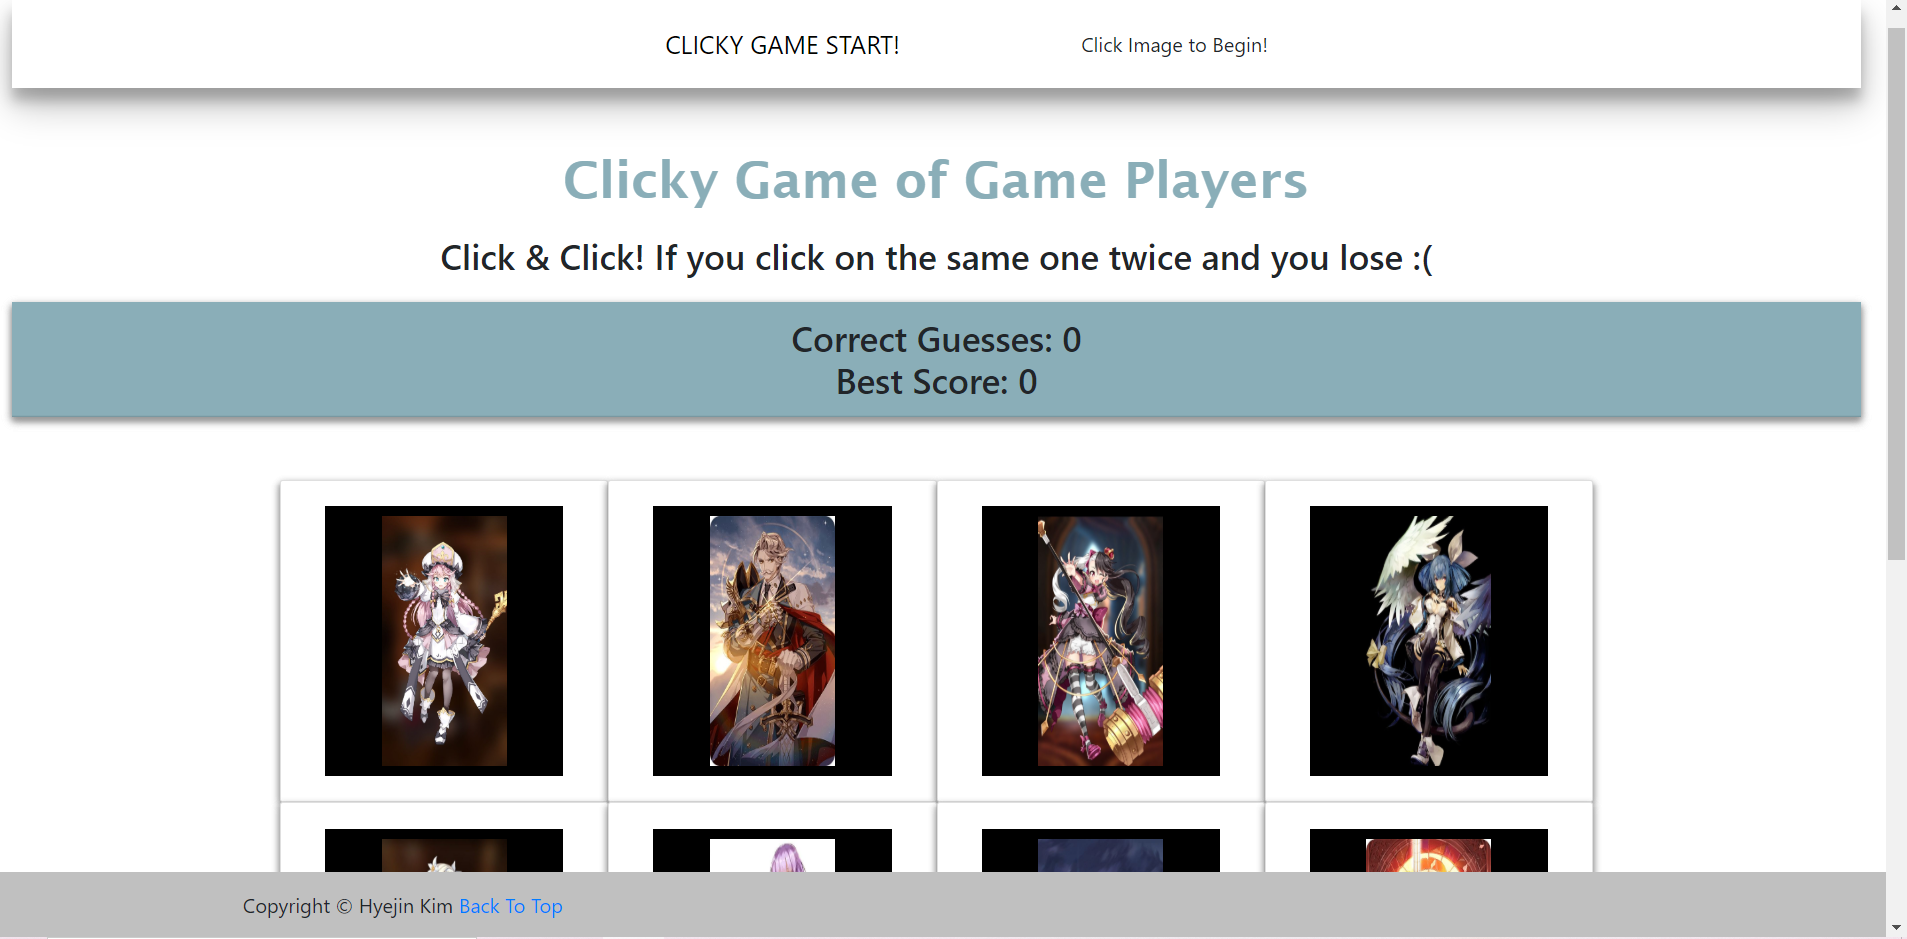 CLICKY GAME START!
Click Image to Begin!
Clicky Game of Game Players
Click & Click! If you click on the same one twice and you lose :(
Correct Guesses: 0
Best Score: 0
Copyright © Hyejin Kim Back To Top